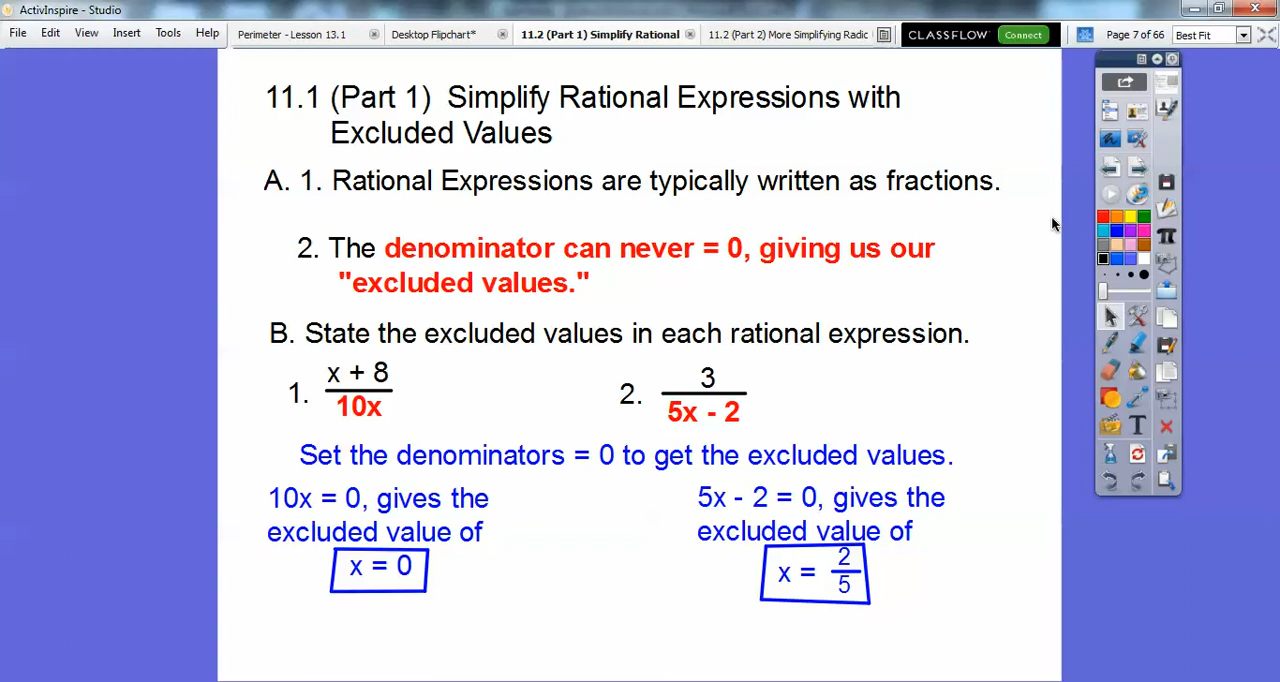 ActivInspire - Studio
File Edit View Insert Tools Help
Perimeter - Lesson 13.1
Desktop Flipchart*
11.2 (Part 1) Simplify Rational
11.2 (Part 2) More Simplifying Radic
CLASSFLOW
Connect
Page 7 of 66
Best Fit
11.1 (Part 1) Simplify Rational Expressions with
Excluded Values
A. 1. Rational Expressions are typically written as fractions.
2. The denominator can never = 0, giving us our
"excluded values."
B. State the excluded values in each rational expression.
1. x + 8
10x
2. 3
5x - 2
Set the denominators = 0 to get the excluded values.
10x = 0, gives the
excluded value of
x = 0
5x - 2 = 0, gives the
excluded value of
x = 2
5